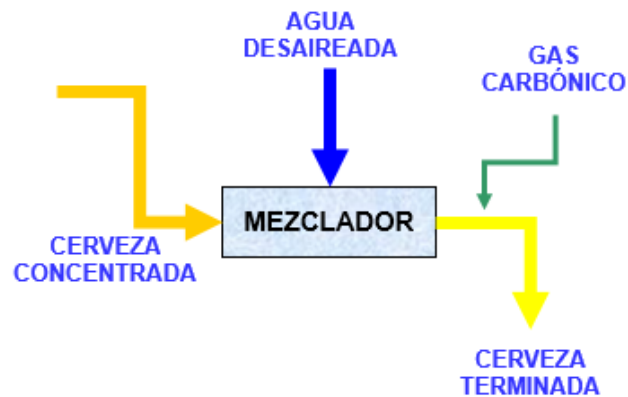 AGUA
DESAIREADA
GAS
CARBÓNICO
MEZCLADOR
CERVEZA
CONCENTRADA
CERVEZA
TERMINADA